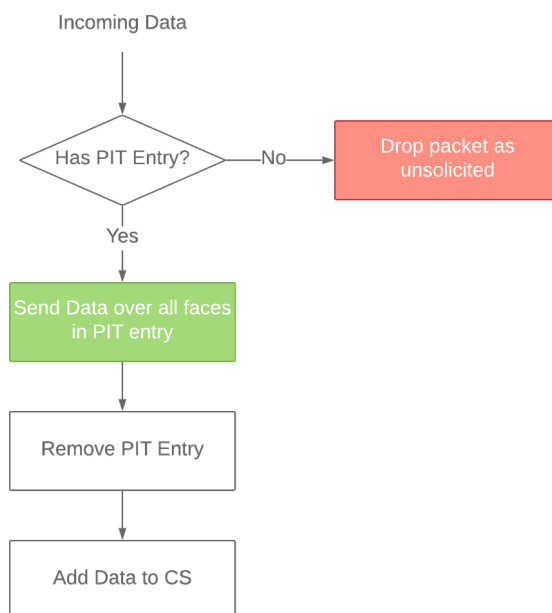 Incoming Data
Has PIT Entry?
No
Drop packet as
unsolicited
Yes
Send Data over all faces
in PIT entry
Remove PIT Entry
Add Data to CS